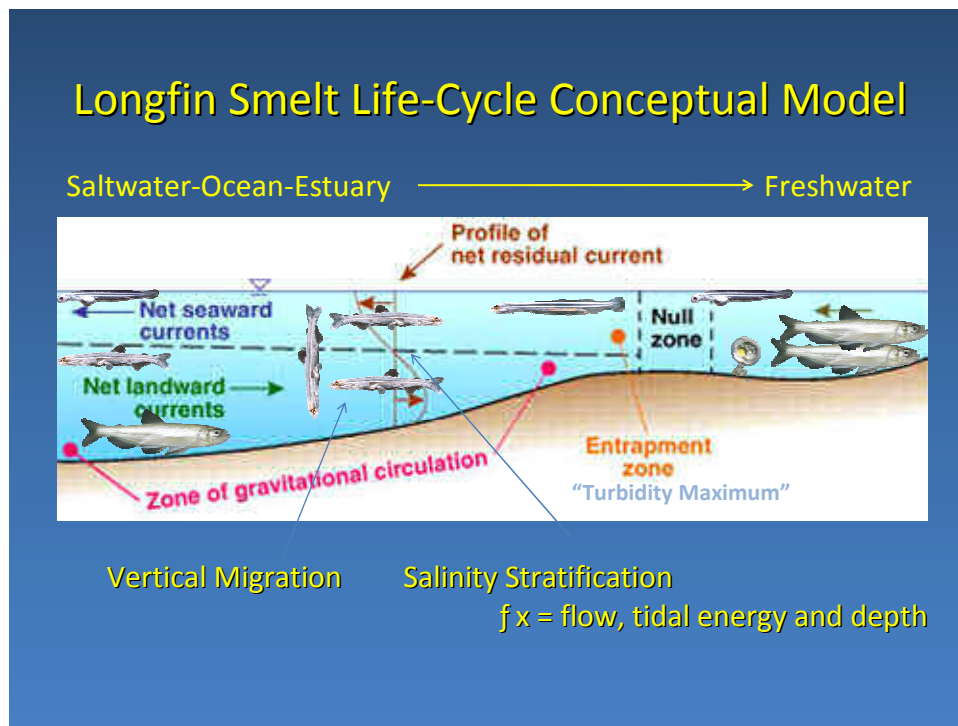 Longfin Smelt Life-Cycle Conceptual Model
Saltwater-Ocean-Estuary
Freshwater
Profile of
net residual current
Net seaward
currents
Null
zone
Net landward
currents
Entrapment
zone
Zone of gravitational circulation
“Turbidity Maximum”
Vertical Migration
Salinity Stratification
ƒ x = flow, tidal energy and depth